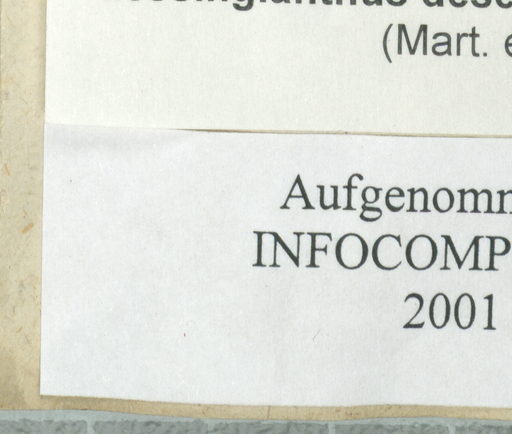 (Mart. e
Aufgenomm
INFOCOMP
2001